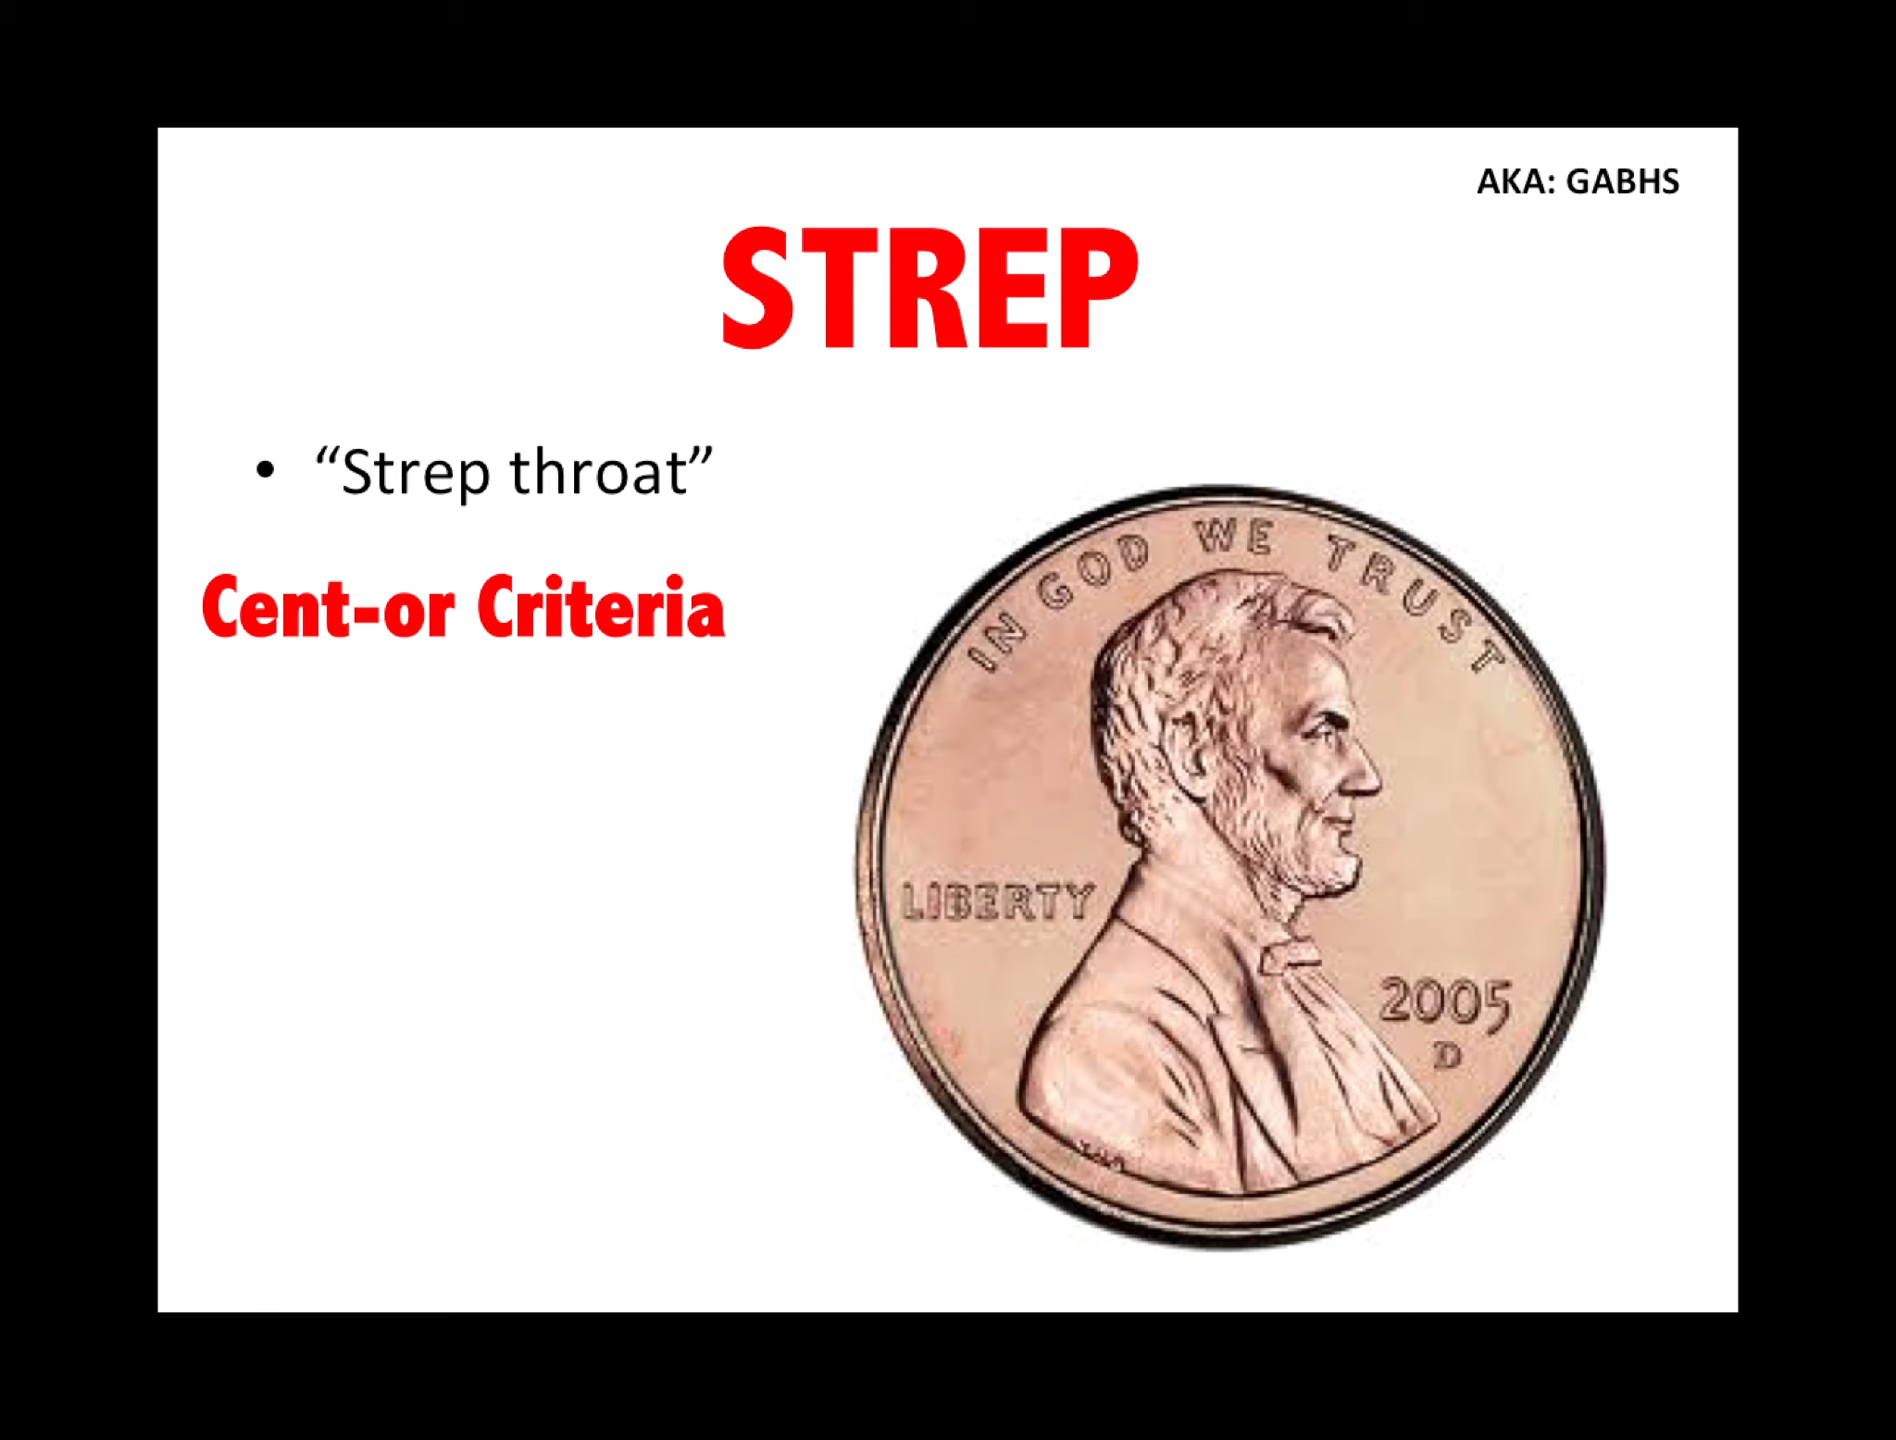 AKA: GABHS
STREP
• “Strep throat”
Cent-or Criteria
IN GOD WE TRUST
LIBERTY
2005
D